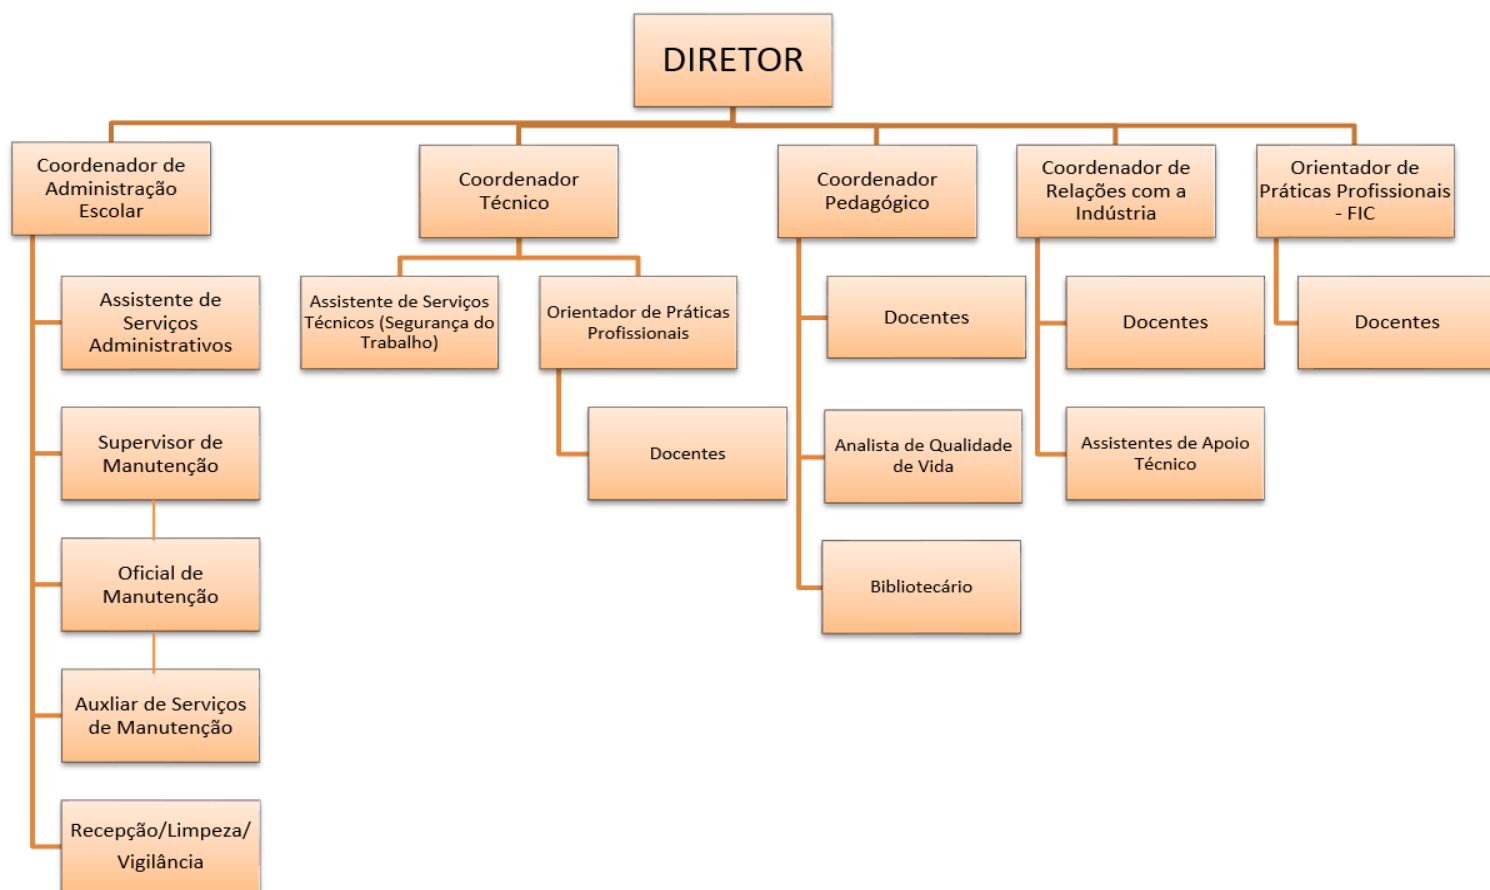 DIRETOR
Coordenador de
Administração
Escolar
Coordenador
Técnico
Coordenador
Pedagógico
Coordenador de
Relações com a
Indústria
Orientador de
Práticas Profissionais
- FIC
Assistente de
Serviços
Administrativos
Assistente de Serviços
Técnicos (Segurança do
Trabalho)
Orientador de Práticas
Profissionais
Docentes
Docentes
Docentes
Supervisor de
Manutenção
Docentes
Analista de Qualidade
de Vida
Assistentes de Apoio
Técnico
Oficial de
Manutenção
Bibliotecário
Auxliar de Serviços
de Manutenção
Recepção/Limpeza/
Vigilância